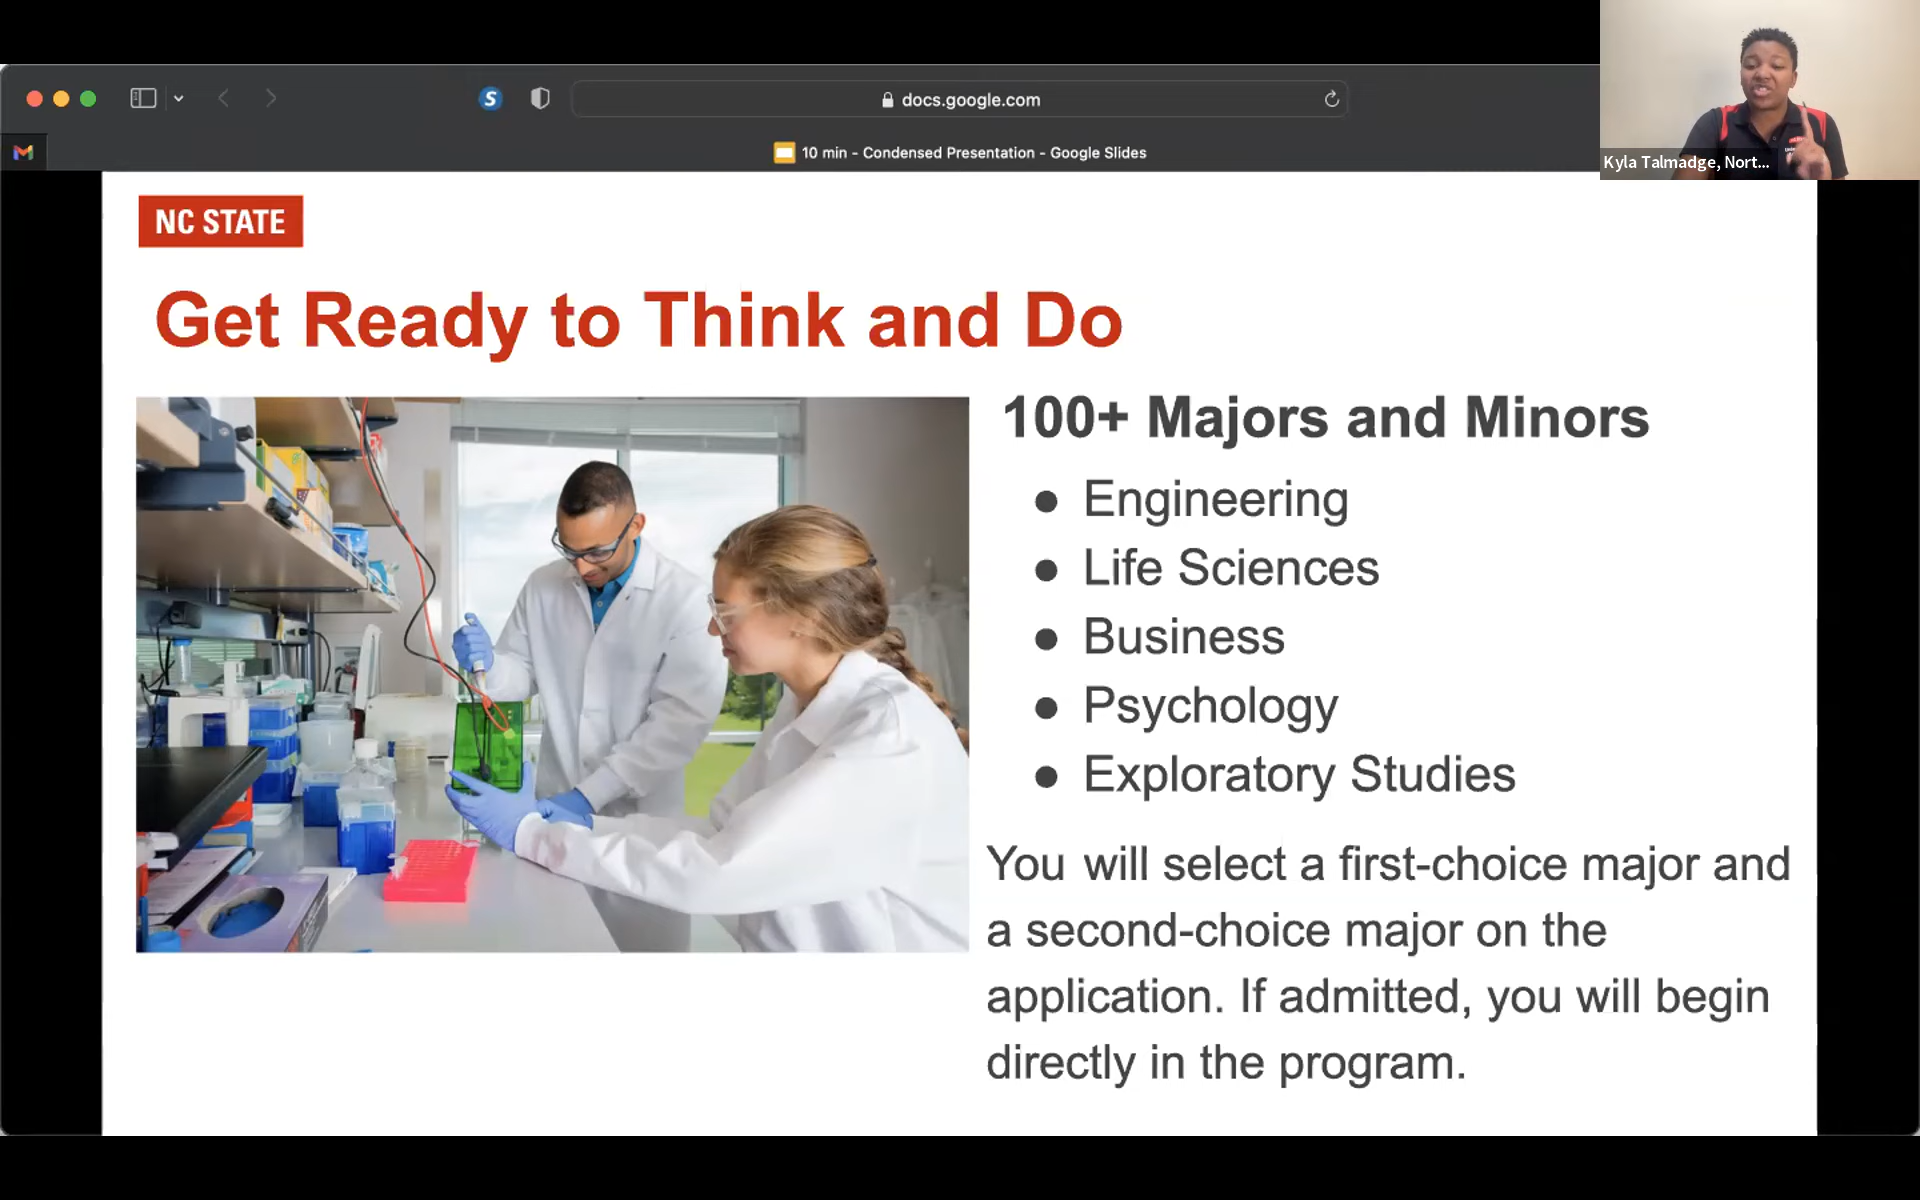 docs.google.com
10 min - Condensed Presentation - Google Slides
Kyla Talmadge, Nort...
NC STATE
Get Ready to Think and Do
100+ Majors and Minors
● Engineering
● Life Sciences
● Business
● Psychology
● Exploratory Studies
You will select a first-choice major and
a second-choice major on the
application. If admitted, you will begin
directly in the program.